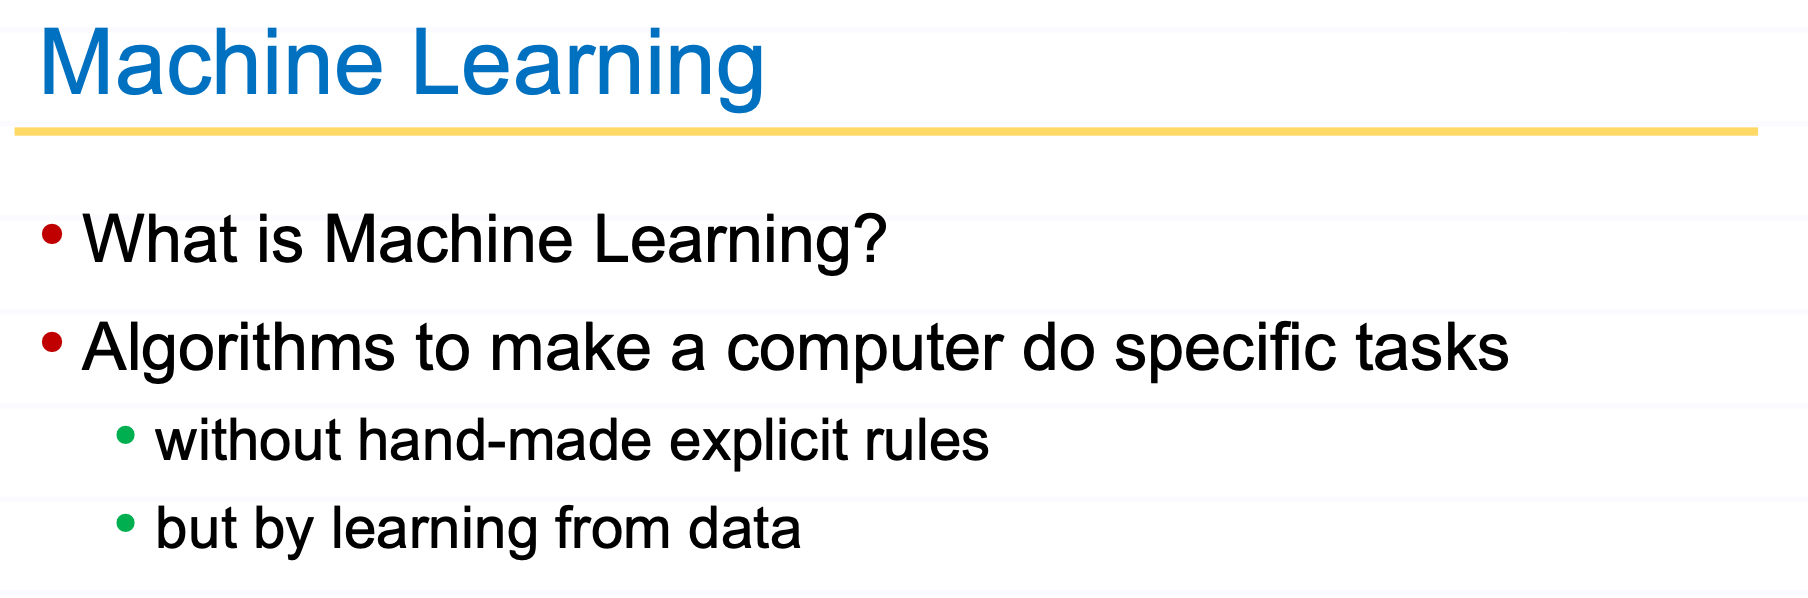 Machine Learning
• What is Machine Learning?
• Algorithms to make a computer do specific tasks
• without hand-made explicit rules
• but by learning from data